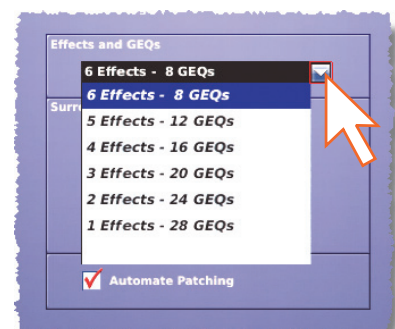 Effects and GEQs
6 Effects - 8 GEQs
6 Effects - 8 GEQs
Surr
5 Effects - 12 GEQs
4 Effects - 16 GEQs
3 Effects - 20 GEQs
2 Effects - 24 GEQs
1 Effects - 28 GEQs
Automate Patching